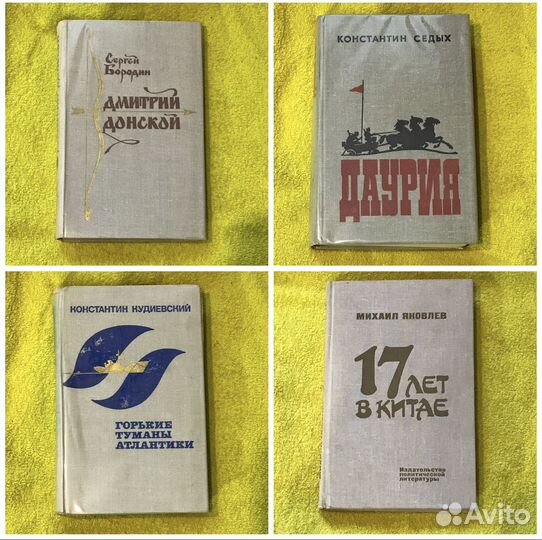 Сергей
Бородин
Дмитрий
Донской
КОНСТАНТИН СЕДЫХ
ДАУРИЯ
КОНСТАНТИН КУДИЕВСКИЙ
ГОРЬКИЕ
ТУМАНЫ
АТЛАНТИКИ
МИХАИЛ ЯКОВЛЕВ
17 ЛЕТ
В КИТАЕ
Издательство
политической
литературы
Avito